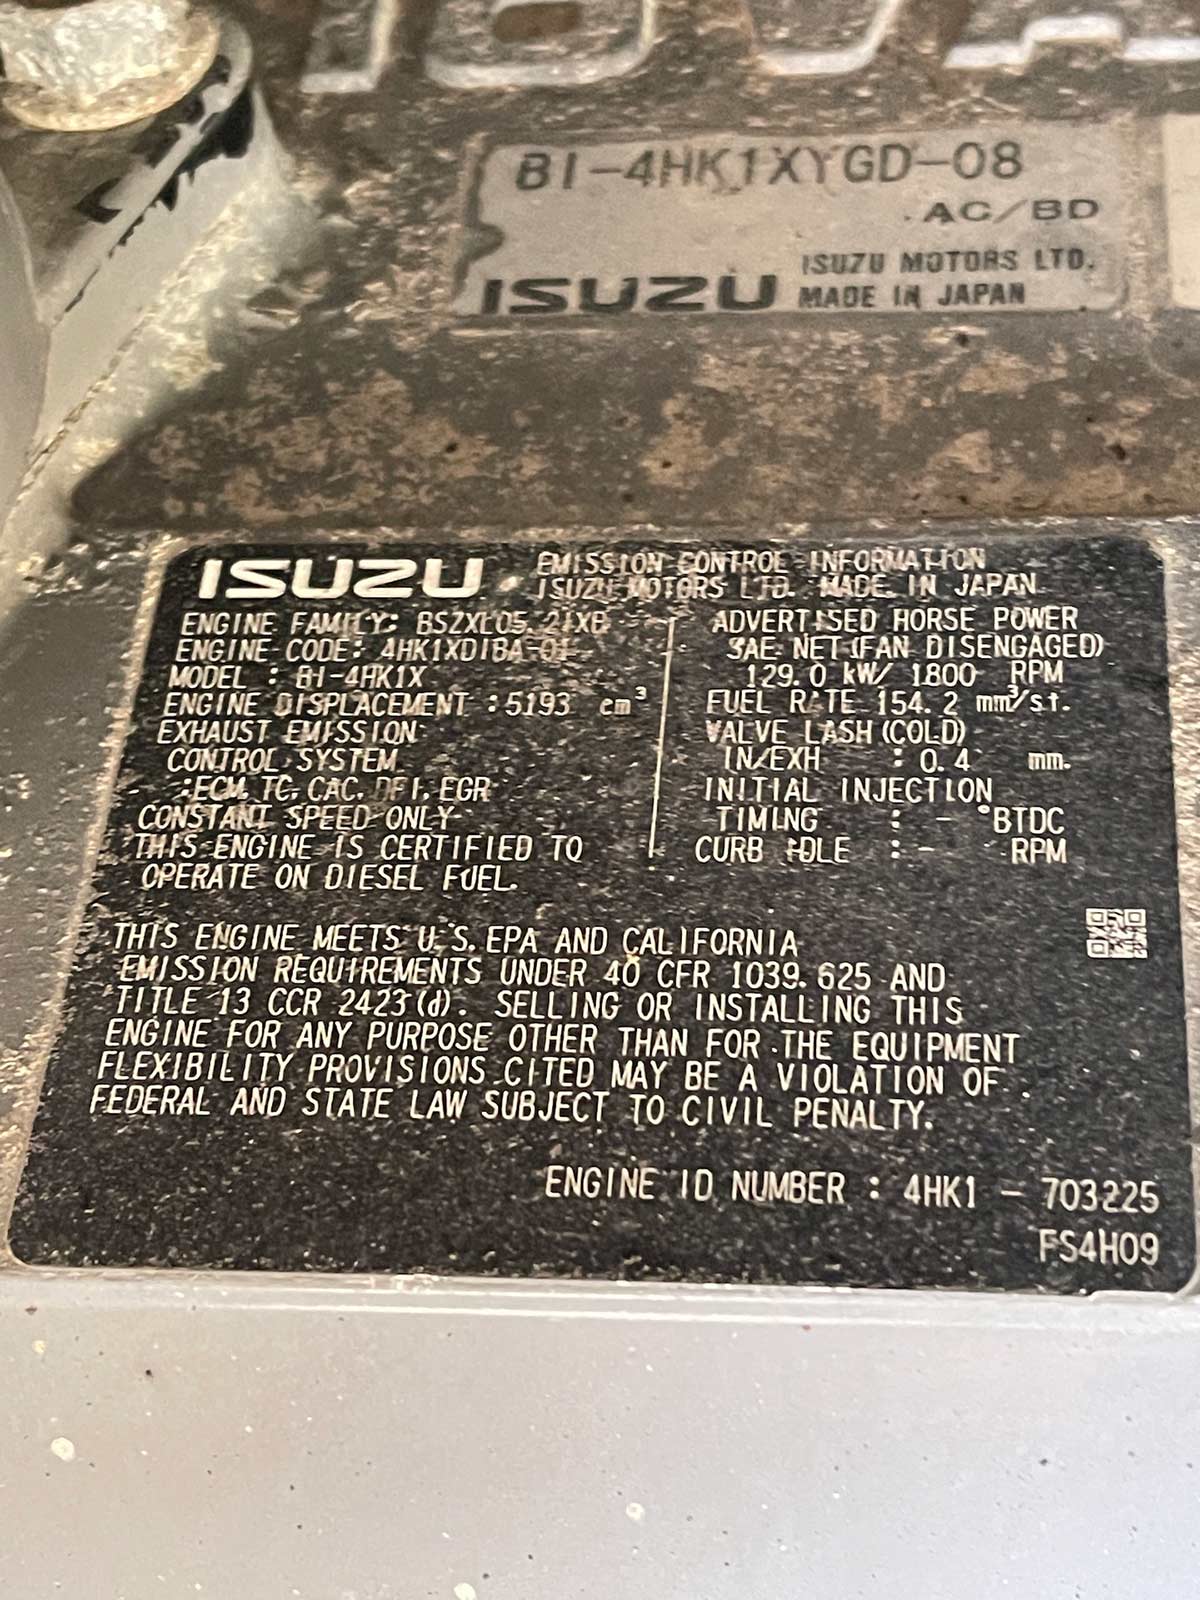 BI-4HK1XYGD-08
AC/BD
ISUZU
ISUZU MOTORS LTD.
MADE IN JAPAN
ISUZU
EMISSION CONTROL INFORMATION
ISUZU MOTORS LTD. MADE IN JAPAN
ENGINE FAMILY: BSZXL05.2IXB
ENGINE CODE: 4HK1XDIBA-01
MODEL : BI-4HK1X
ENGINE DISPLACEMENT : 5193 cm³
EXHAUST EMISSION
CONTROL SYSTEM
:ECM, TC, CAC, DFI, EGR
CONSTANT SPEED ONLY
THIS ENGINE IS CERTIFIED TO
OPERATE ON DIESEL FUEL.
ADVERTISED HORSE POWER
SAE NET (FAN DISENGAGED)
129.0 kW/ 1800 RPM
FUEL RATE 154.2 mm³/st.
VALVE LASH (COLD)
IN/EXH : 0.4 mm.
INITIAL INJECTION
TIMING : - °BTDC
CURB IDLE : - RPM
THIS ENGINE MEETS U.S. EPA AND CALIFORNIA
EMISSION REQUIREMENTS UNDER 40 CFR 1039.625 AND
TITLE 13 CCR 2423(d). SELLING OR INSTALLING THIS
ENGINE FOR ANY PURPOSE OTHER THAN FOR THE EQUIPMENT
FLEXIBILITY PROVISIONS CITED MAY BE A VIOLATION OF
FEDERAL AND STATE LAW SUBJECT TO CIVIL PENALTY.
ENGINE ID NUMBER : 4HK1 - 703225
FS4H09